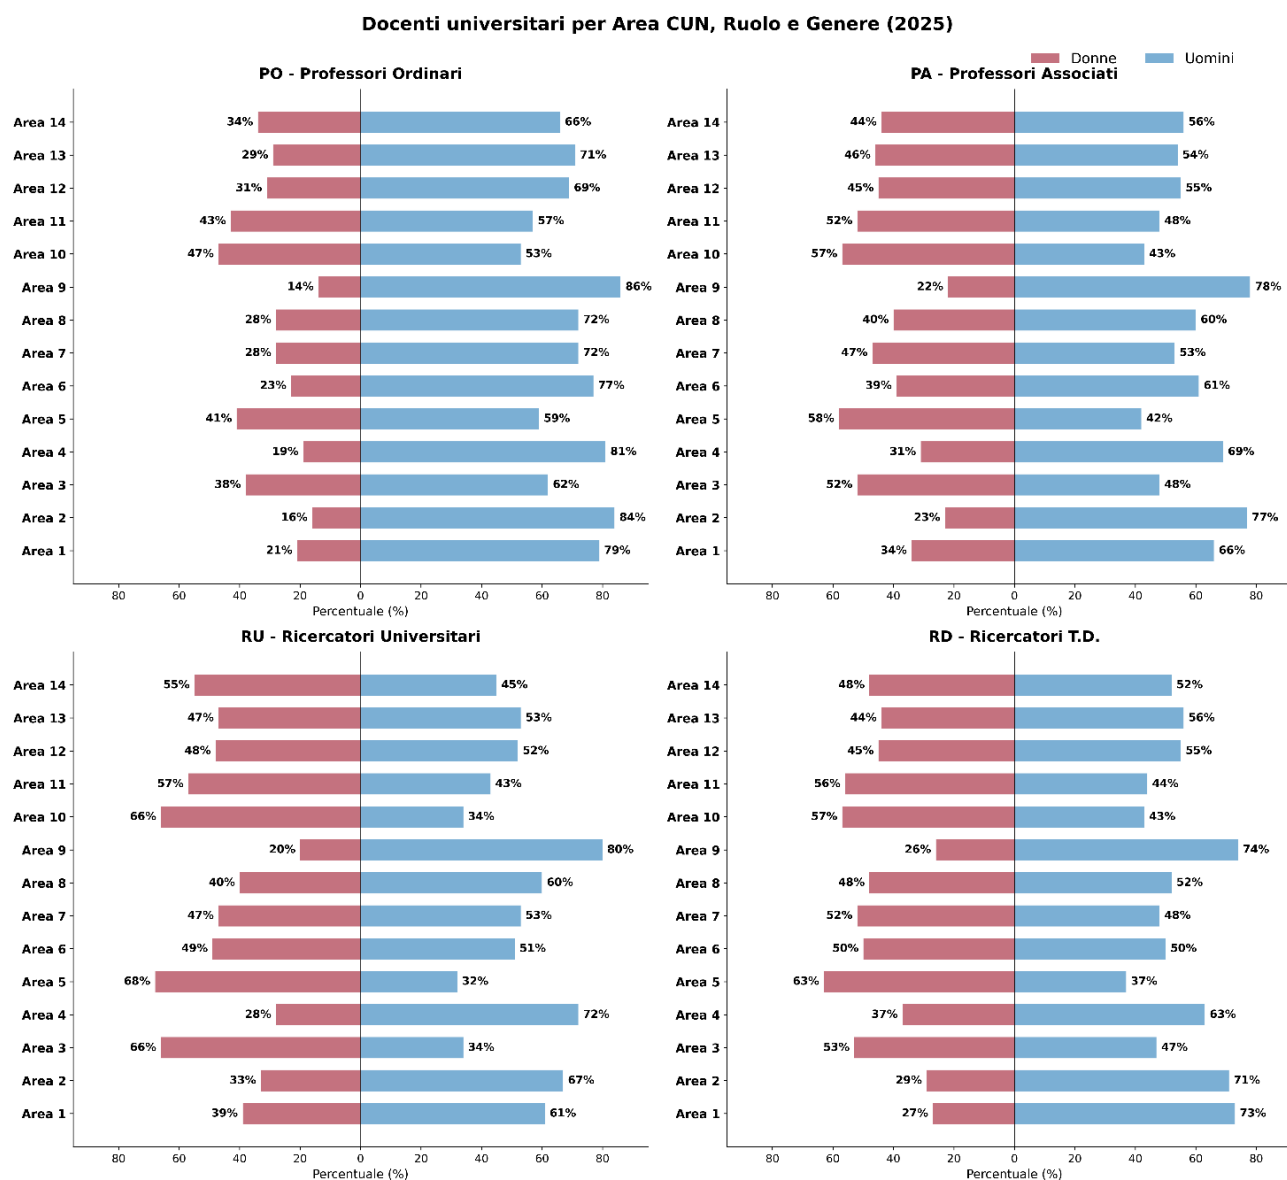 Docenti universitari per Area CUN, Ruolo e Genere (2025)
Donne Uomini
PO - Professori Ordinari
Area 14 34% 66%
Area 13 29% 71%
Area 12 31% 69%
Area 11 43% 57%
Area 10 47% 53%
Area 9 14% 86%
Area 8 28% 72%
Area 7 28% 72%
Area 6 23% 77%
Area 5 41% 59%
Area 4 19% 81%
Area 3 38% 62%
Area 2 16% 84%
Area 1 21% 79%
80 60 40 20 0 20 40 60 80
Percentuale (%)
PA - Professori Associati
Area 14 44% 56%
Area 13 46% 54%
Area 12 45% 55%
Area 11 52% 48%
Area 10 57% 43%
Area 9 22% 78%
Area 8 40% 60%
Area 7 47% 53%
Area 6 39% 61%
Area 5 58% 42%
Area 4 31% 69%
Area 3 52% 48%
Area 2 23% 77%
Area 1 34% 66%
80 60 40 20 0 20 40 60 80
Percentuale (%)
RU - Ricercatori Universitari
Area 14 55% 45%
Area 13 47% 53%
Area 12 48% 52%
Area 11 57% 43%
Area 10 66% 34%
Area 9 20% 80%
Area 8 40% 60%
Area 7 47% 53%
Area 6 49% 51%
Area 5 68% 32%
Area 4 28% 72%
Area 3 66% 34%
Area 2 33% 67%
Area 1 39% 61%
80 60 40 20 0 20 40 60 80
Percentuale (%)
RD - Ricercatori T.D.
Area 14 48% 52%
Area 13 44% 56%
Area 12 45% 55%
Area 11 56% 44%
Area 10 57% 43%
Area 9 26% 74%
Area 8 48% 52%
Area 7 52% 48%
Area 6 50% 50%
Area 5 63% 37%
Area 4 37% 63%
Area 3 53% 47%
Area 2 29% 71%
Area 1 27% 73%
80 60 40 20 0 20 40 60 80
Percentuale (%)